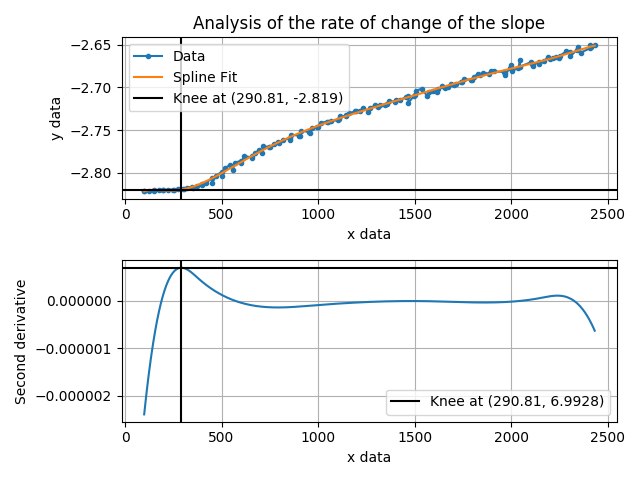 Analysis of the rate of change of the slope
−2.65
−2.70
−2.75
−2.80
y data
Data
Spline Fit
Knee at (290.81, -2.819)
0 500 1000 1500 2000 2500
x data
0.000000
−0.000001
−0.000002
Second derivative
Knee at (290.81, 6.9928)
0 500 1000 1500 2000 2500
x data